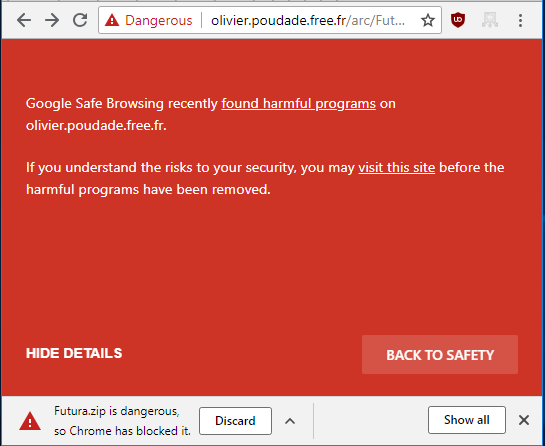 Dangerous olivier.poudade.free.fr/arc/Fut...
Google Safe Browsing recently found harmful programs on
olivier.poudade.free.fr.
If you understand the risks to your security, you may visit this site before the
harmful programs have been removed.
HIDE DETAILS BACK TO SAFETY
Futura.zip is dangerous,
so Chrome has blocked it.
Discard
Show all